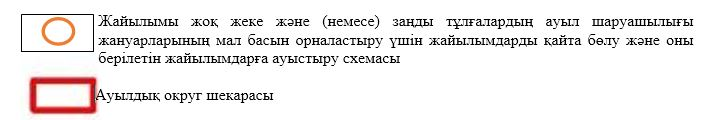 Жайылымы жоқ жеке және (немесе) заңды тұлғалардың ауыл шаруашылығы
жануарларының мал басын орналастыру үшін жайылымдарды қайта бөлу және оны
берілетін жайылымдарға ауыстыру схемасы
Ауылдық округ шекарасы